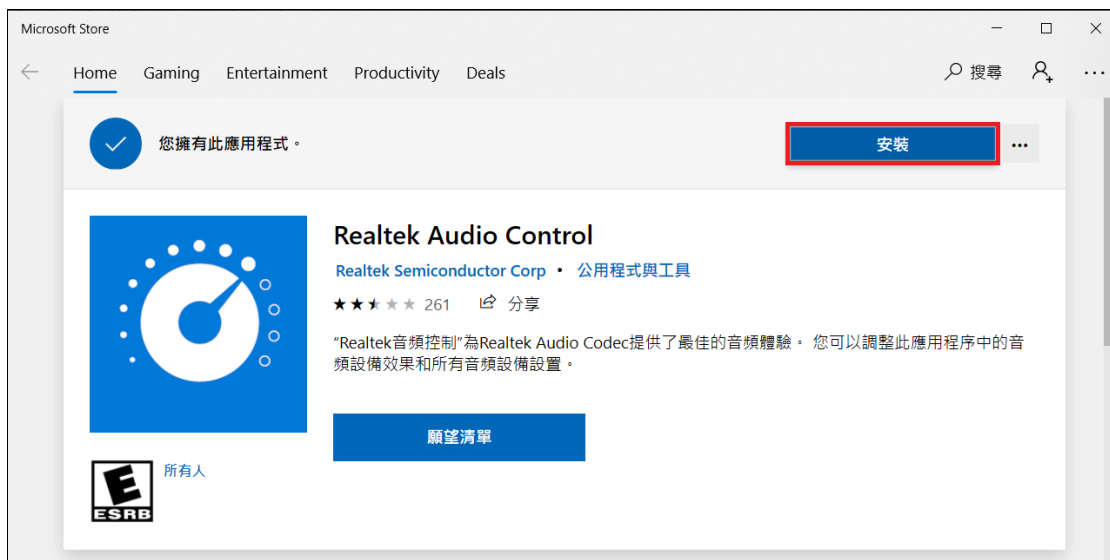 Microsoft Store
Home Gaming Entertainment Productivity Deals 搜尋
您擁有此應用程式。 安裝
Realtek Audio Control
Realtek Semiconductor Corp • 公用程式與工具
261 分享
“Realtek音頻控制”為Realtek Audio Codec提供了最佳的音頻體驗。 您可以調整此應用程序中的音
頻設備效果和所有音頻設備設置。
願望清單
所有人
E
ESRB